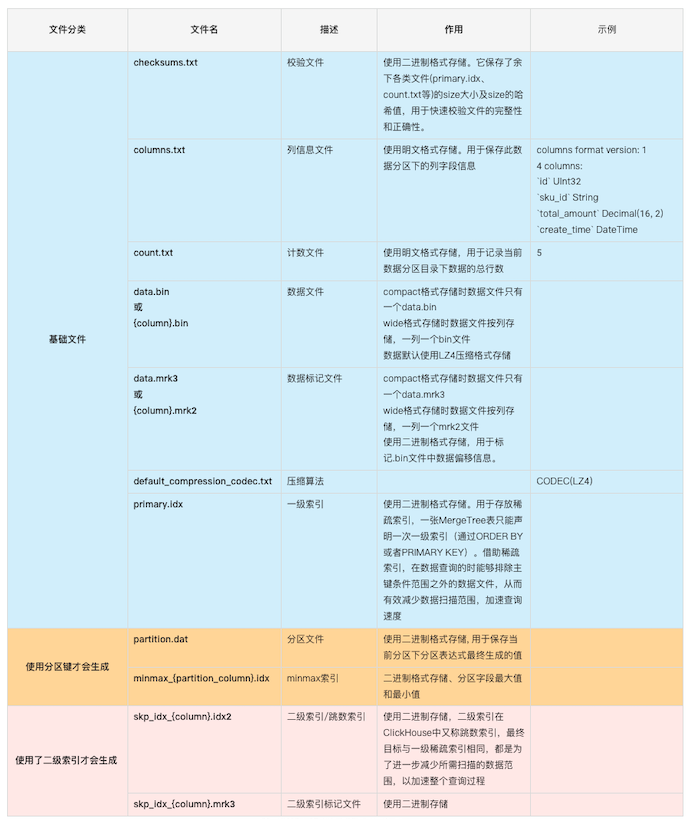 文件分类 文件名 描述 作用 示例
基础文件
checksums.txt 校验文件 使用二进制格式存储。它保存了余
下各类文件(primary.idx、
count.txt等)的size大小及size的哈
希值，用于快速校验文件的完整性
和正确性。
columns.txt 列信息文件 使用明文格式存储。用于保存此数
据分区下的列字段信息
columns format version: 1
4 columns:
`id` UInt32
`sku_id` String
`total_amount` Decimal(16, 2)
`create_time` DateTime
count.txt 计数文件 使用明文格式存储，用于记录当前
数据分区目录下数据的总行数
5
data.bin
或
{column}.bin
数据文件
compact格式存储时数据文件只有
一个data.bin
wide格式存储时数据文件按列存
储，一列一个bin文件
数据默认使用LZ4压缩格式存储
data.mrk3
或
{column}.mrk2
数据标记文件
compact格式存储时数据文件只有
一个data.mrk3
wide格式存储时数据文件按列存
储，一列一个mrk2文件
使用二进制格式存储，用于标
记.bin文件中数据偏移信息。
default_compression_codec.txt 压缩算法 CODEC(LZ4)
primary.idx 一级索引 使用二进制格式存储。用于存放稀
疏索引，一张MergeTree表只能声
明一次一级索引（通过ORDER BY
或者PRIMARY KEY）。借助稀疏
索引，在数据查询的时能够排除主
键条件范围之外的数据文件，从而
有效减少数据扫描范围，加速查询
速度
使用分区键才会生成
partition.dat 分区文件 使用二进制格式存储, 用于保存当
前分区下分区表达式最终生成的值
minmax_{partition_column}.idx minmax索引 二进制格式存储、分区字段最大值
和最小值
使用了二级索引才会生成
skp_idx_{column}.idx2 二级索引/跳数索引 使用二进制存储，二级索引在
ClickHouse中又称跳数索引，最终
目标与一级稀疏索引相同，都是为
了进一步减少所需扫描的数据范
围，以加速整个查询过程
skp_idx_{column}.mrk3 二级索引标记文件 使用二进制存储